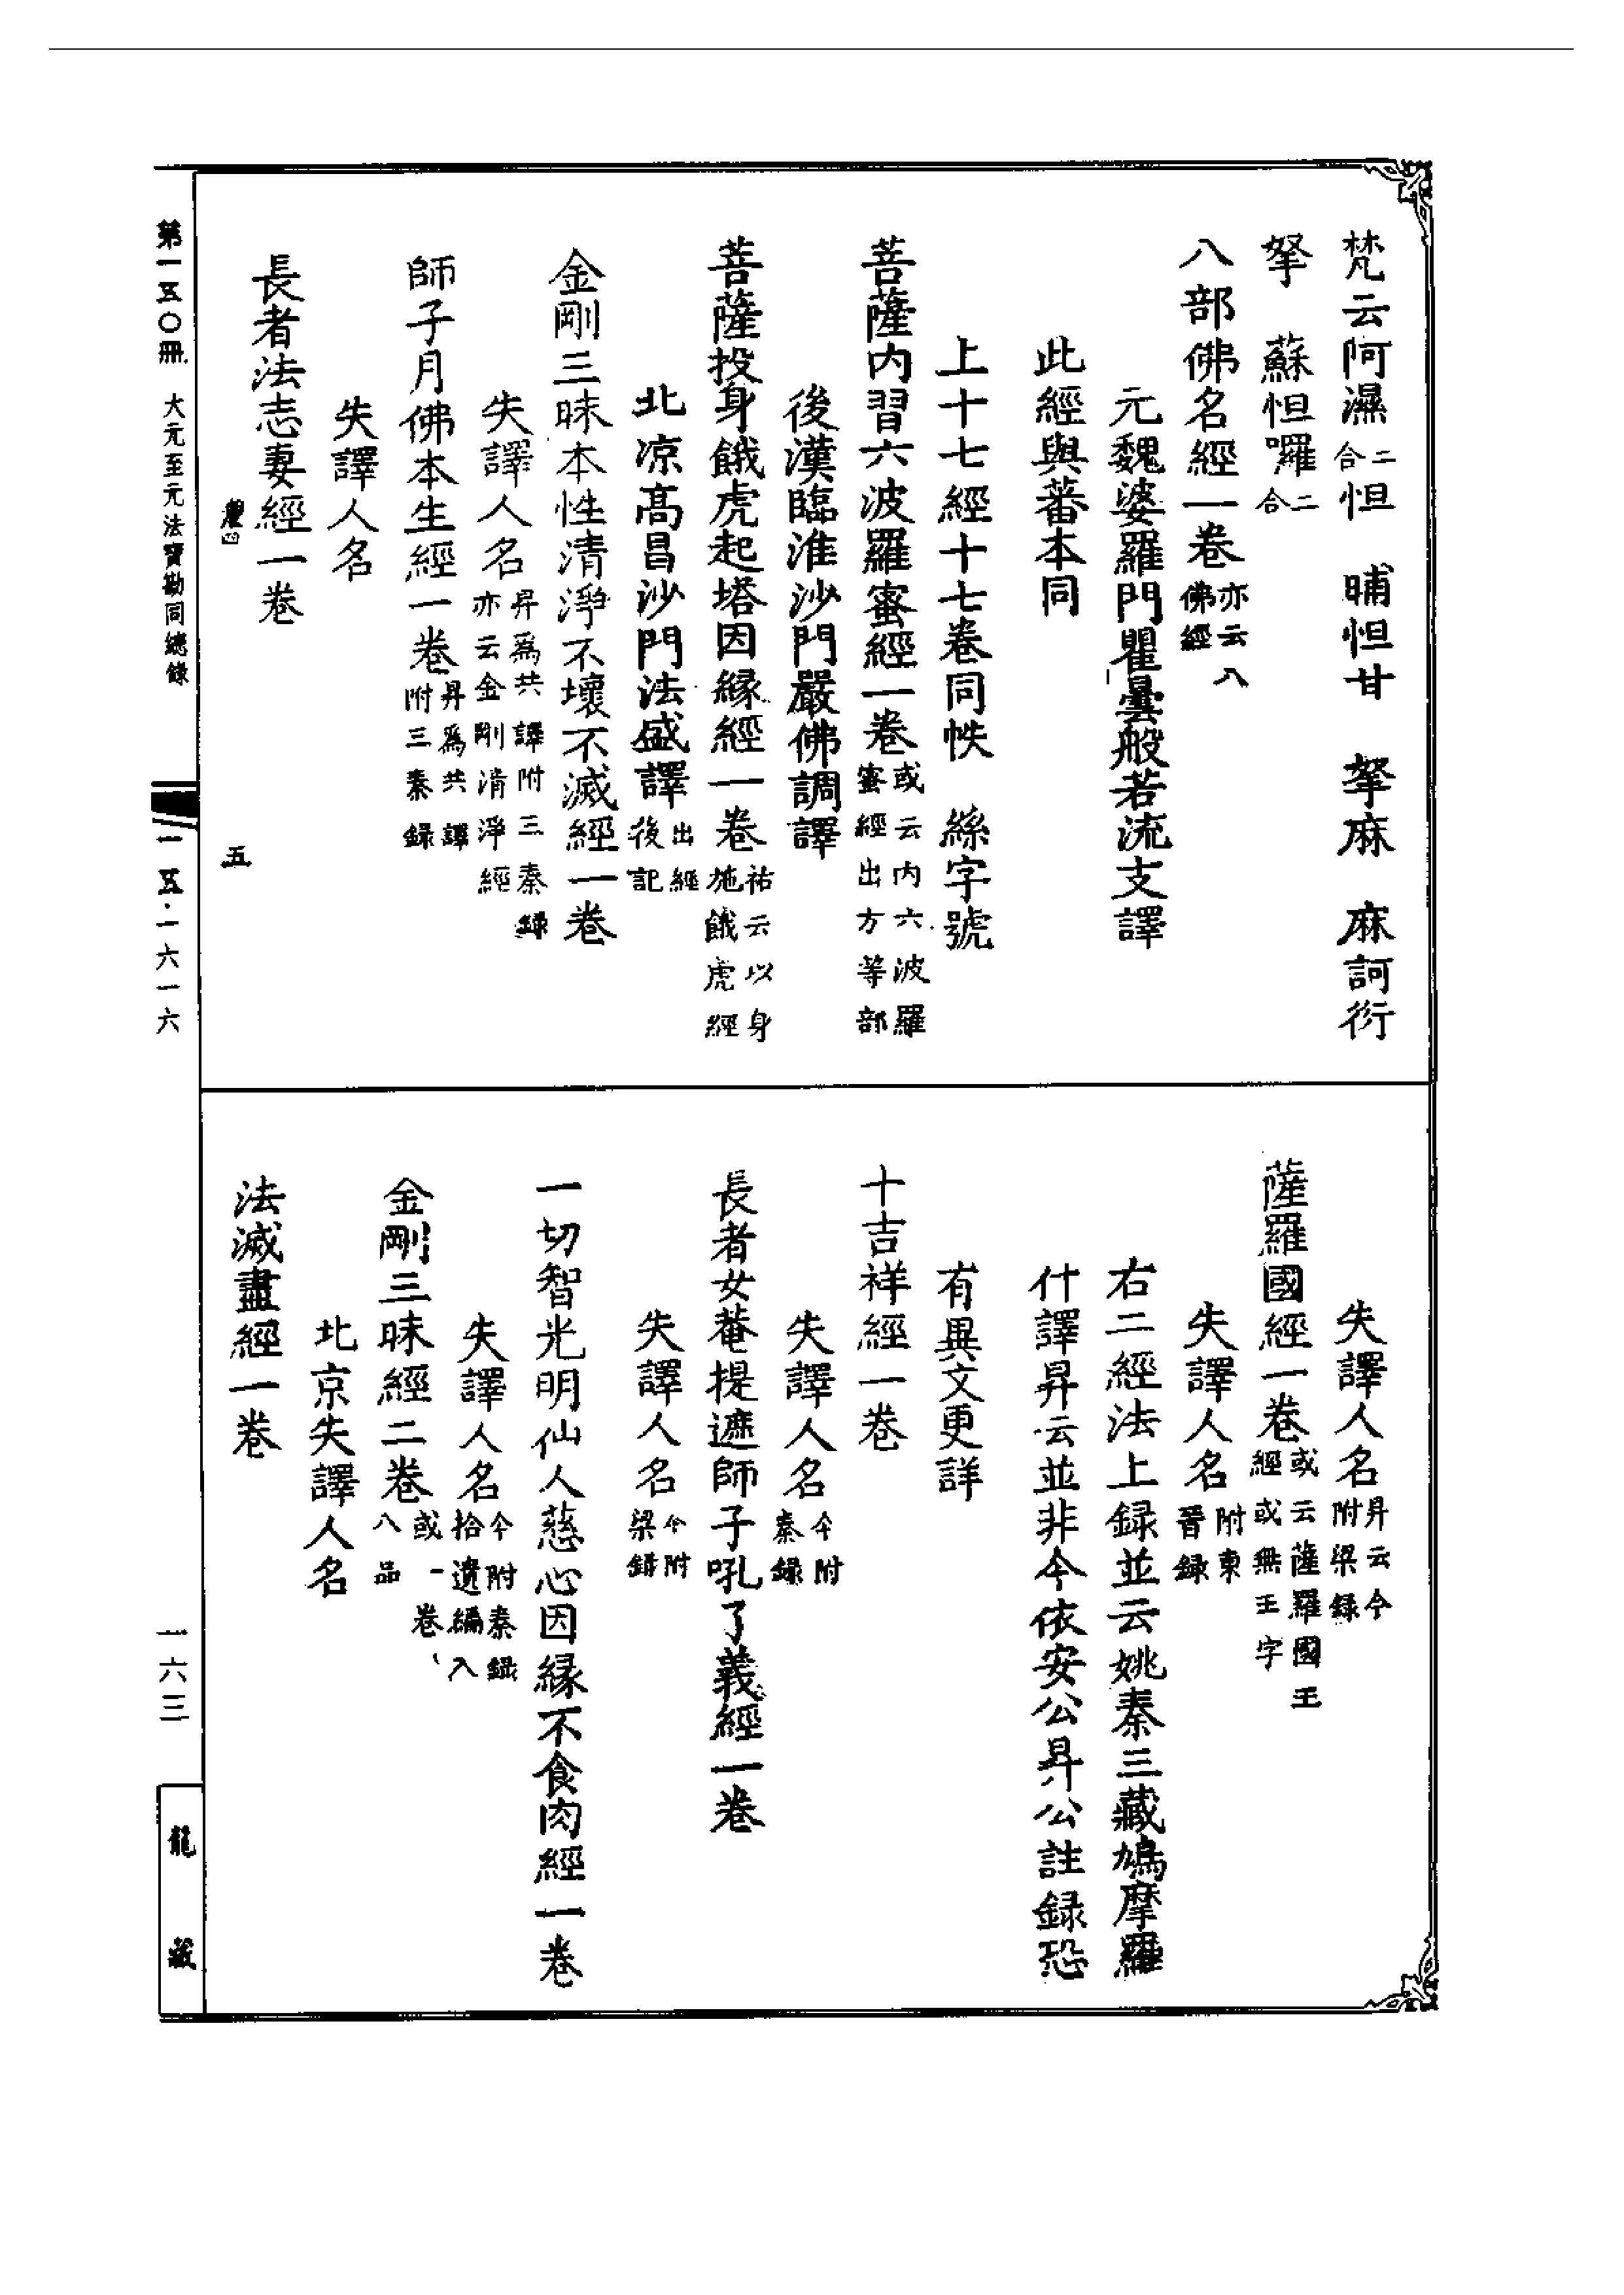 梵云阿濕二合怛　晡怛甘　拏麻　麻訶衍
拏　蘇怛囉二合
八部佛名經一卷亦云八佛經
元魏婆羅門瞿曇般若流支譯
此經與蕃本同
上十七經十七卷同帙　絲字號
菩薩内習六波羅蜜經一卷或云内六波羅蜜經出方等部
後漢臨淮沙門嚴佛調譯
菩薩投身餓虎起塔因緣經一卷祐云以身施餓虎經
北凉高昌沙門法盛譯出經後記
金剛三昧本性清淨不壞不滅經一卷
失譯人名昇為共譯附三秦録亦云金剛清淨經
師子月佛本生經一卷昇為共譯附三秦録
失譯人名
長者法志妻經一卷
失譯人名昇云今附梁録
薩羅國經一卷或云薩羅國王經或無王字
失譯人名附東晉録
右二經法上録並云姚秦三藏鳩摩羅
什譯昇云並非今依安公昇公註録恐
有異文更詳
十吉祥經一卷
失譯人名今附秦録
長者女菴提遮師子吼了義經一卷
失譯人名今附梁録
一切智光明仙人慈心因緣不食肉經一卷
失譯人名今附秦録拾遺編入
金剛三昧經二卷或一卷、八品
北京失譯人名
法滅盡經一卷
第一五〇冊　大元至元法寶勘同總錄
五
一五·一六一六
一六三
龍藏